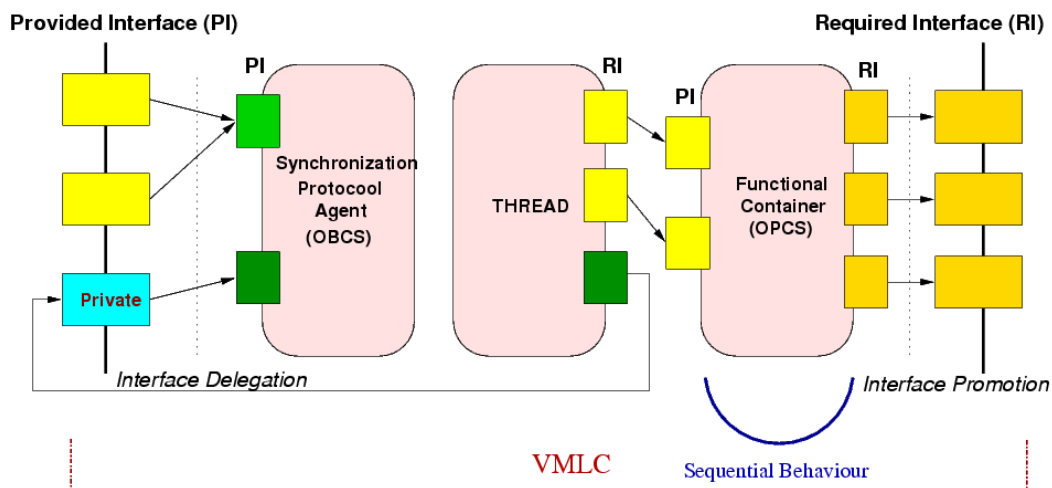 Provided Interface (PI)
Required Interface (RI)
PI
RI
PI
RI
Synchronization
Protocool
Agent
(OBCS)
THREAD
Functional
Container
(OPCS)
Private
Interface Delegation
Interface Promotion
VMLC
Sequential Behaviour